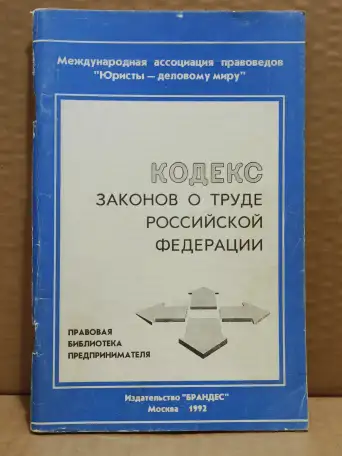 Международная ассоциация правоведов
"Юристы — деловому миру"
КОДЕКС
ЗАКОНОВ О ТРУДЕ
РОССИЙСКОЙ
ФЕДЕРАЦИИ
ПРАВОВАЯ
БИБЛИОТЕКА
ПРЕДПРИНИМАТЕЛЯ
Издательство "БРАНДЕС"
Москва 1992